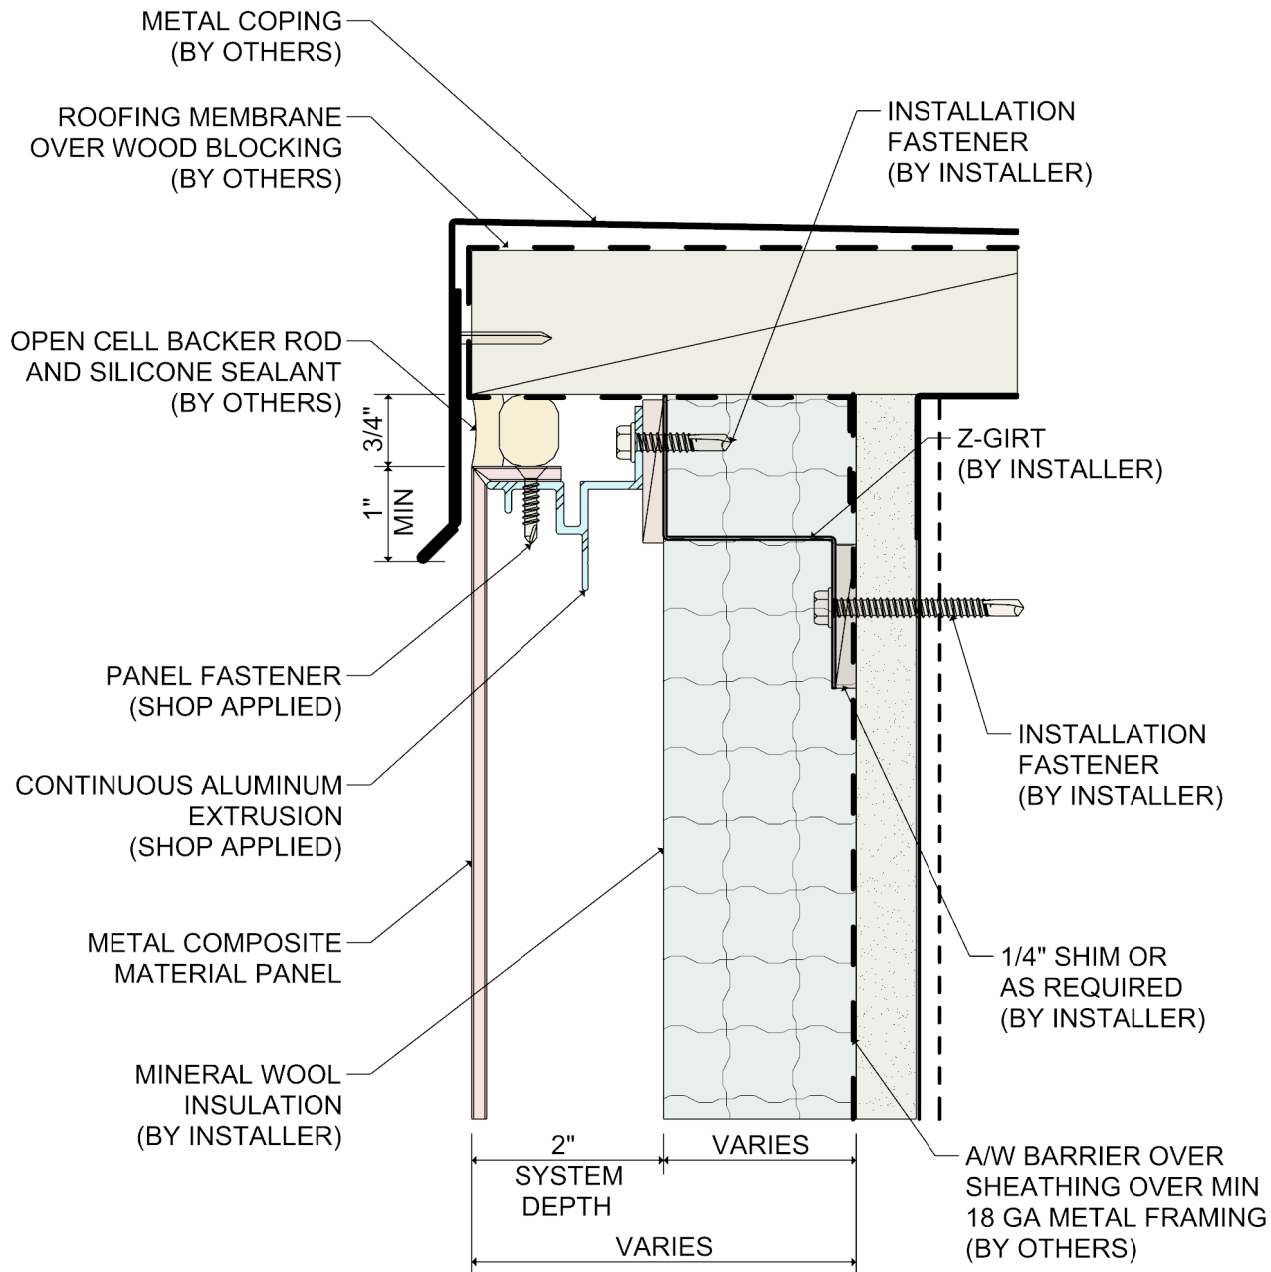 METAL COPING
(BY OTHERS)
ROOFING MEMBRANE
OVER WOOD BLOCKING
(BY OTHERS)
INSTALLATION
FASTENER
(BY INSTALLER)
OPEN CELL BACKER ROD
AND SILICONE SEALANT
(BY OTHERS)
3/4"
1"
MIN
Z-GIRT
(BY INSTALLER)
PANEL FASTENER
(SHOP APPLIED)
INSTALLATION
FASTENER
(BY INSTALLER)
CONTINUOUS ALUMINUM
EXTRUSION
(SHOP APPLIED)
METAL COMPOSITE
MATERIAL PANEL
1/4" SHIM OR
AS REQUIRED
(BY INSTALLER)
MINERAL WOOL
INSULATION
(BY INSTALLER)
2"
SYSTEM
DEPTH
VARIES
VARIES
A/W BARRIER OVER
SHEATHING OVER MIN
18 GA METAL FRAMING
(BY OTHERS)